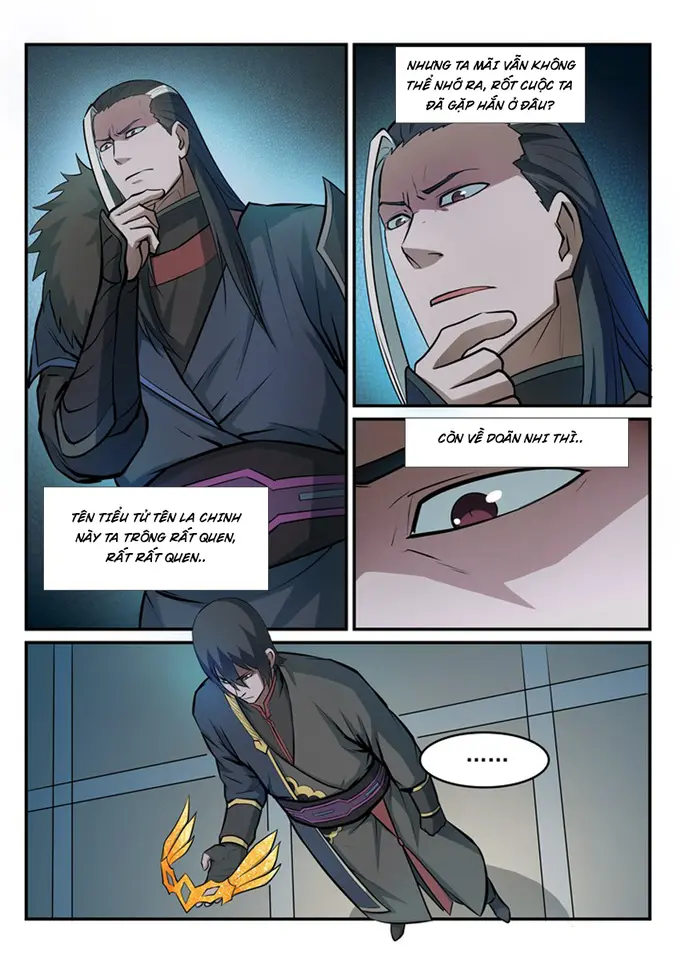 TÊN TIỂU TỬ TÊN LA CHINH
NÀY TA TRÔNG RẤT QUEN,
RẤT RẤT QUEN..
NHƯNG TA MÃI VẪN KHÔNG
THỂ NHỚ RA, RỐT CUỘC TA
ĐÃ GẶP HẮN Ở ĐÂU?
CÒN VỀ DOÃN NHI THÌ..
......